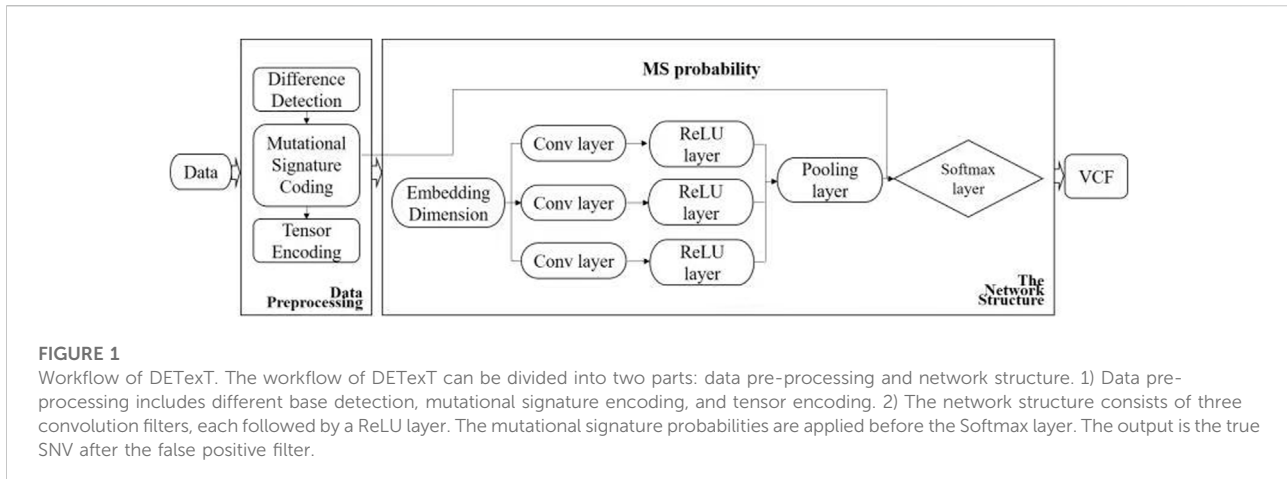 MS probability
Difference
Detection
Mutational
Signature
Coding
Tensor
Encoding
Data
Data
Preprocessing
Embedding
Dimension
Conv layer
Conv layer
Conv layer
ReLU
layer
ReLU
layer
ReLU
layer
Pooling
layer
Softmax
layer
VCF
The
Network
Structure
FIGURE 1
Workflow of DETexT. The workflow of DETexT can be divided into two parts: data pre-processing and network structure. 1) Data pre-
processing includes different base detection, mutational signature encoding, and tensor encoding. 2) The network structure consists of three
convolution filters, each followed by a ReLU layer. The mutational signature probabilities are applied before the Softmax layer. The output is the true
SNV after the false positive filter.